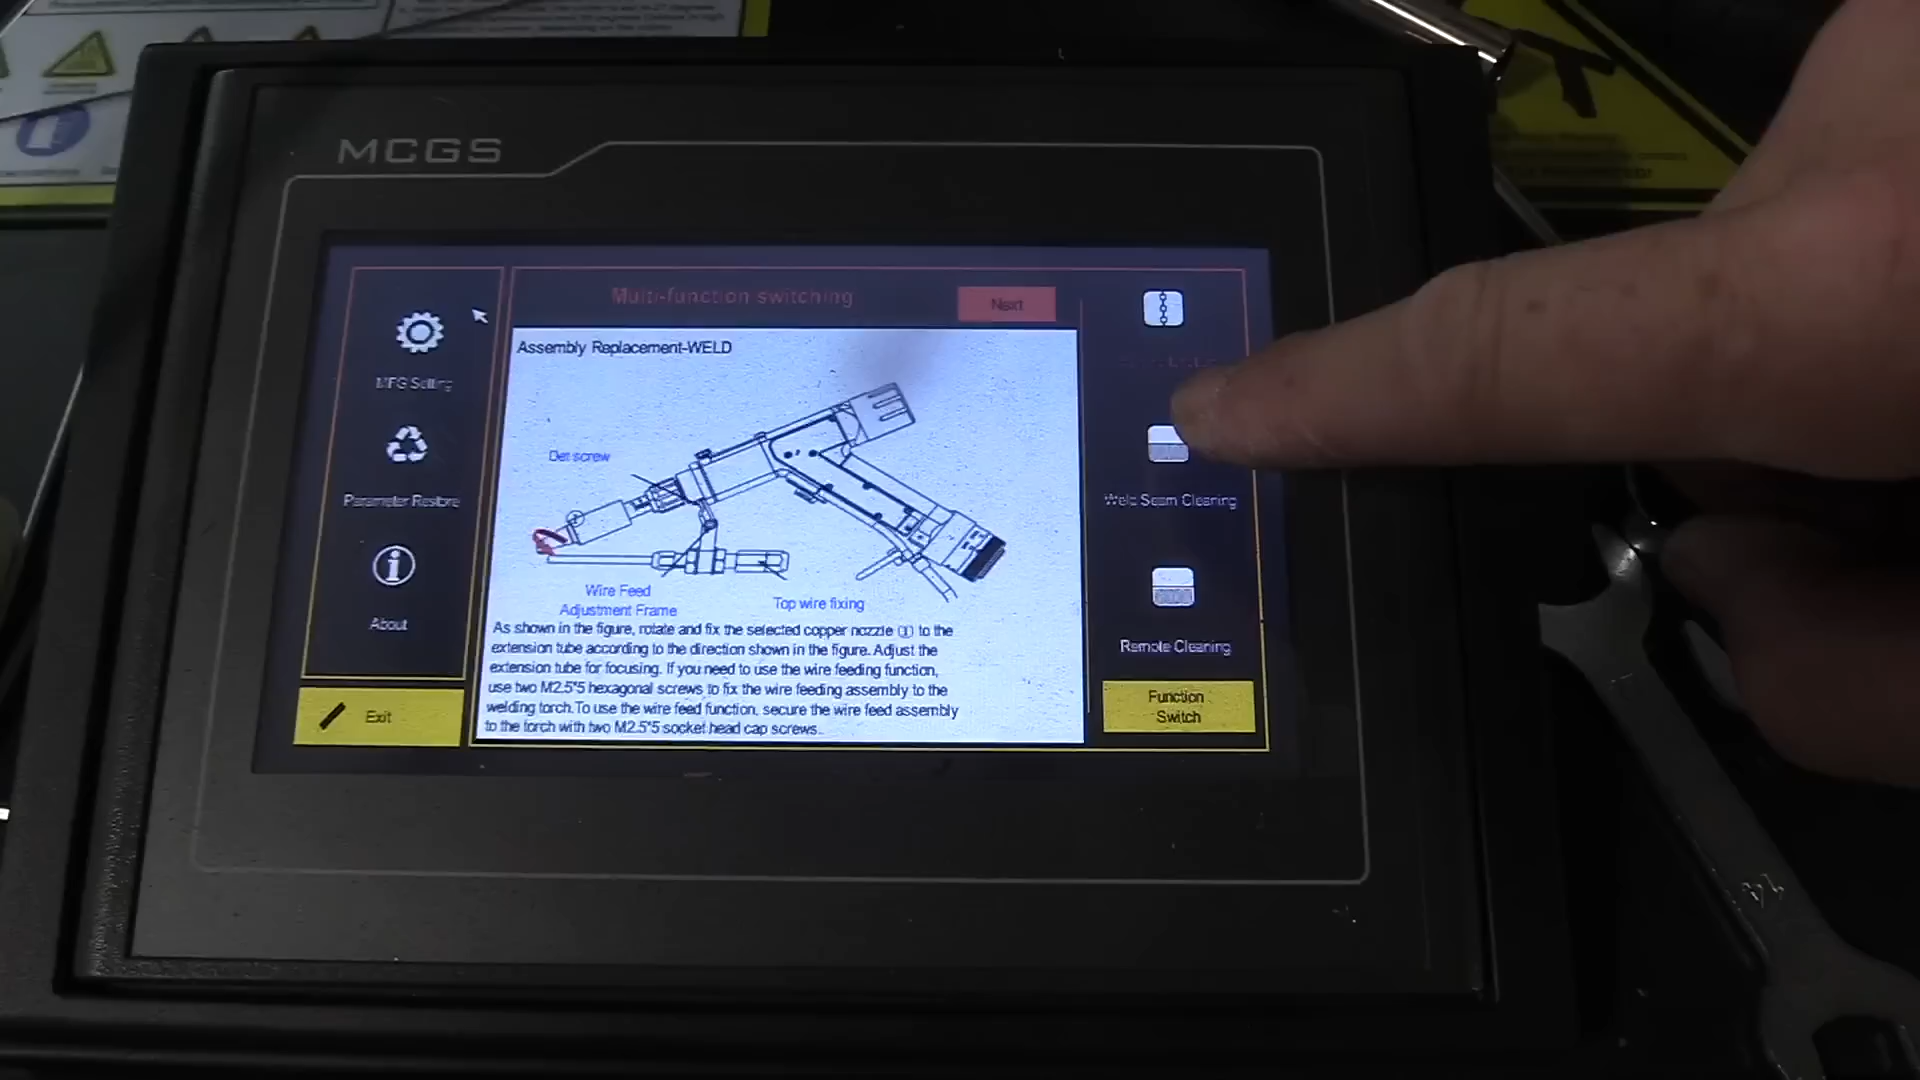 MCGS
Multi-function switching
Next
MFG Setting
Parameter Restore
About
Exit
Assembly Replacement-WELD
Det screw
Wire Feed
Adjustment Frame
Top wire fixing
As shown in the figure, rotate and fix the selected copper nozzle ① to the
extension tube according to the direction shown in the figure. Adjust the
extension tube for focusing. If you need to use the wire feeding function,
use two M2.5*5 hexagonal screws to fix the wire feeding assembly to the
welding torch.To use the wire feed function, secure the wire feed assembly
to the torch with two M2.5*5 socket head cap screws.
Weld Seam Cleaning
Remote Cleaning
Function
Switch
14